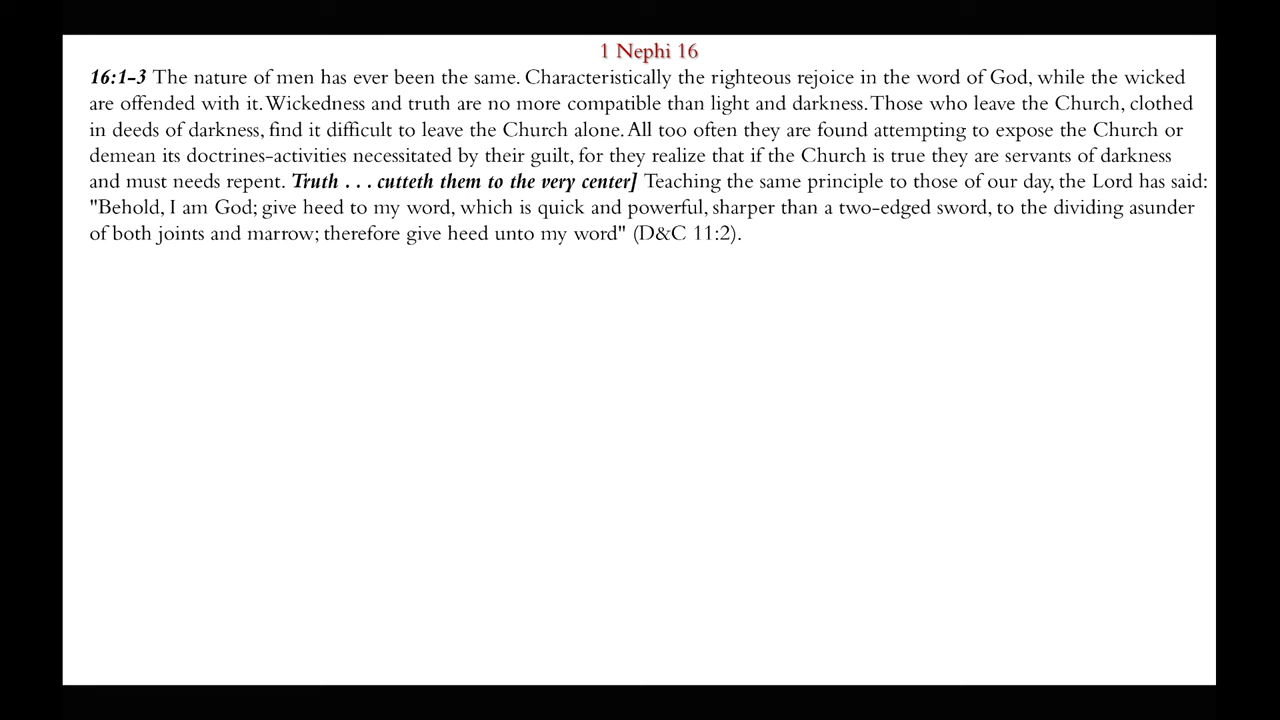 1 Nephi 16
16:1-3 The nature of men has ever been the same. Characteristically the righteous rejoice in the word of God, while the wicked
are offended with it. Wickedness and truth are no more compatible than light and darkness. Those who leave the Church, clothed
in deeds of darkness, find it difficult to leave the Church alone. All too often they are found attempting to expose the Church or
demean its doctrines-activities necessitated by their guilt, for they realize that if the Church is true they are servants of darkness
and must needs repent. Truth . . . cutteth them to the very center] Teaching the same principle to those of our day, the Lord has said:
"Behold, I am God; give heed to my word, which is quick and powerful, sharper than a two-edged sword, to the dividing asunder
of both joints and marrow; therefore give heed unto my word" (D&C 11:2).